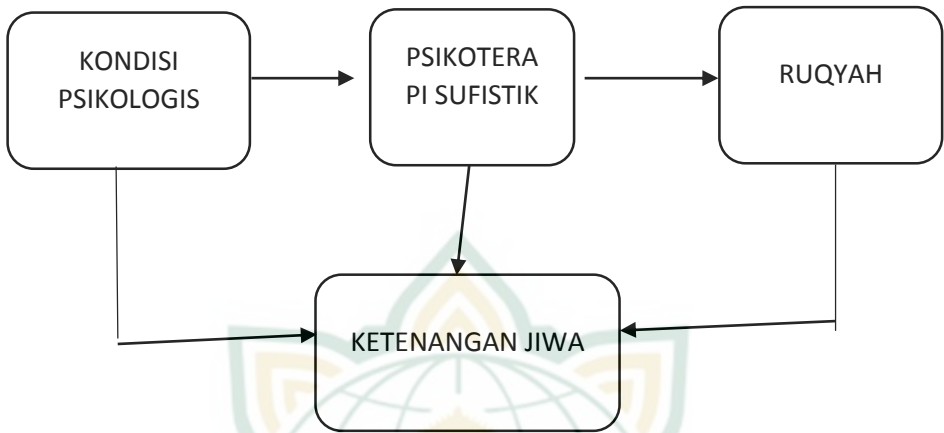 KONDISI
PSIKOLOGIS
PSIKOTERA
PI SUFISTIK
RUQYAH
KETENANGAN JIWA